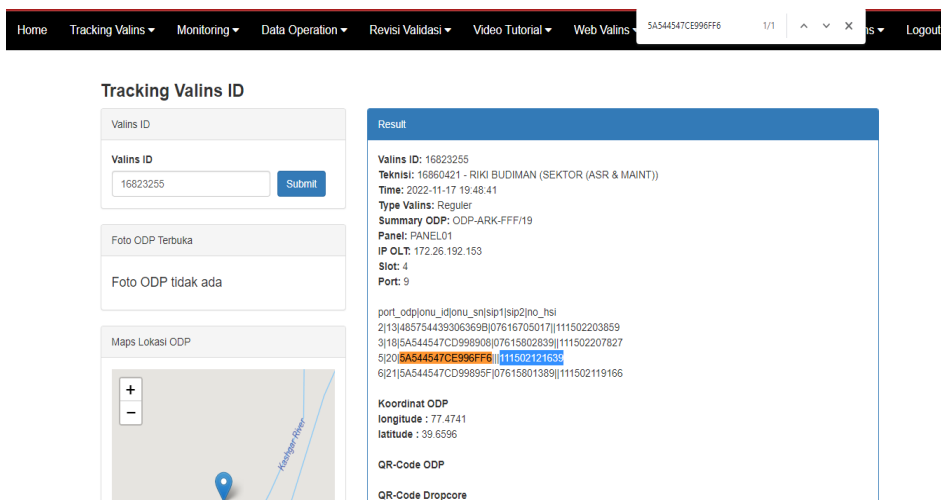 Home Tracking Valins Monitoring Data Operation Revisi Validasi Video Tutorial Web Valins Logout
5A544547CE996FF6 1/1
Tracking Valins ID
Valins ID
Valins ID
16823255 Submit
Foto ODP Terbuka
Foto ODP tidak ada
Maps Lokasi ODP
+
−
Kashgar River
Result
Valins ID: 16823255
Teknisi: 16860421 - RIKI BUDIMAN (SEKTOR (ASR & MAINT))
Time: 2022-11-17 19:48:41
Type Valins: Reguler
Summary ODP: ODP-ARK-FFF/19
Panel: PANEL01
IP OLT: 172.26.192.153
Slot: 4
Port: 9
port_odp|onu_id|onu_sn|sip1|sip2|no_hsi
2|13|485754439306369B|07616705017||111502203859
3|18|5A544547CD998908|07615802839||111502207827
5|20|5A544547CE996FF6|||111502121639
6|21|5A544547CD99895F|07615801389||111502119166
Koordinat ODP
longitude : 77.4741
latitude : 39.6596
QR-Code ODP
QR-Code Dropcore